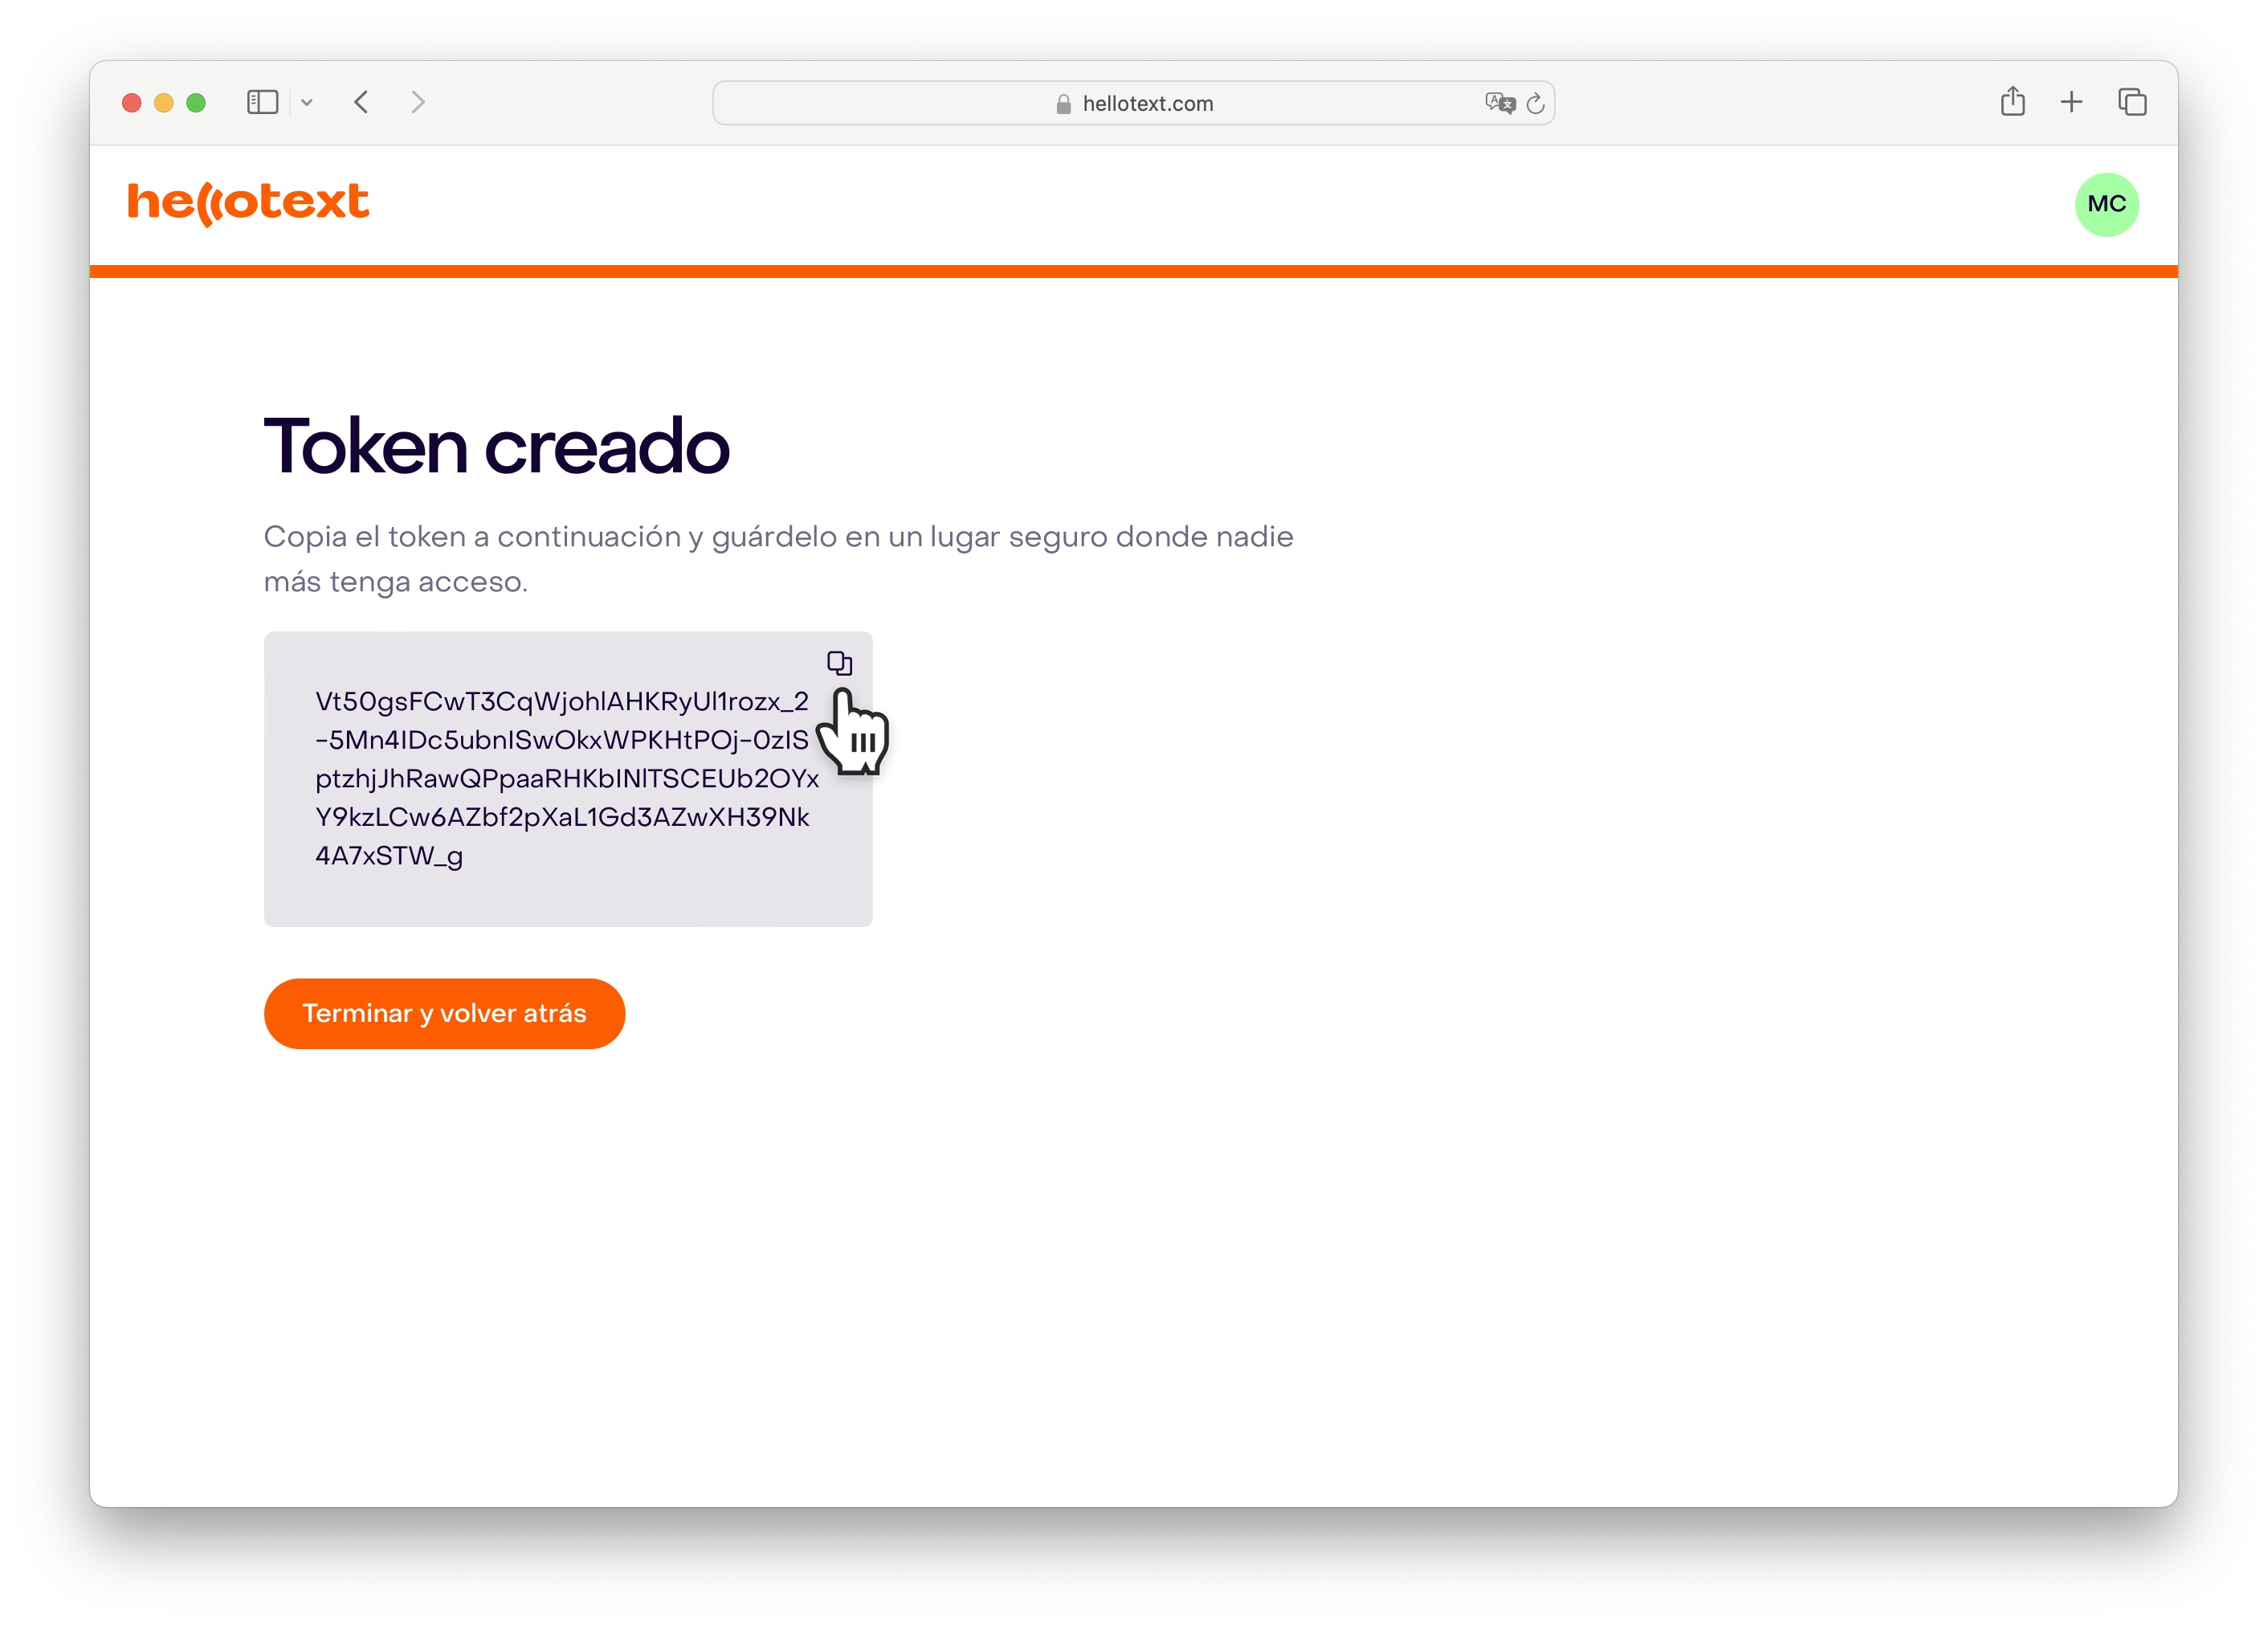 hellotext.com
hellotext
MC
Token creado
Copia el token a continuación y guárdelo en un lugar seguro donde nadie
más tenga acceso.
Vt50gsFCwT3CqWjohlAHKRyUl1rozx_2
-5Mn4IDc5ubnISwOkxWPKHtPOj-0zIS
ptzhjJhRawQPpaaRHKbINlTSCEUb2OYx
Y9kzLCw6AZbf2pXaL1Gd3AZwXH39Nk
4A7xSTW_g
Terminar y volver atrás